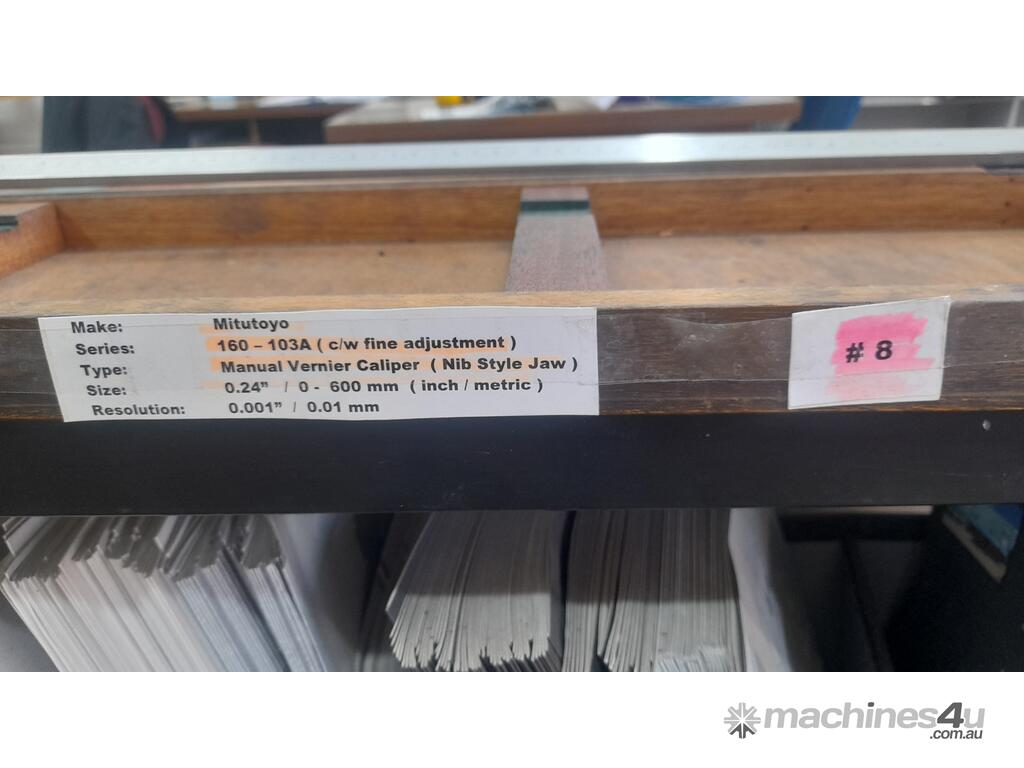 Make: Mitutoyo
Series: 160 – 103A ( c/w fine adjustment )
Type: Manual Vernier Caliper ( Nib Style Jaw )
Size: 0.24" / 0 - 600 mm ( inch / metric )
Resolution: 0.001" / 0.01 mm
# 8
machines4u
.com.au